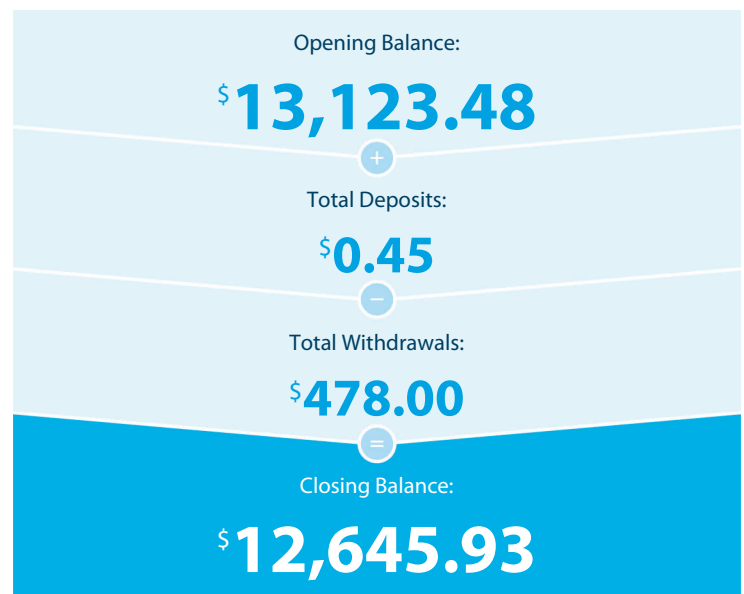 Opening Balance:
$13,123.48
+
Total Deposits:
$0.45
−
Total Withdrawals:
$478.00
=
Closing Balance:
$12,645.93